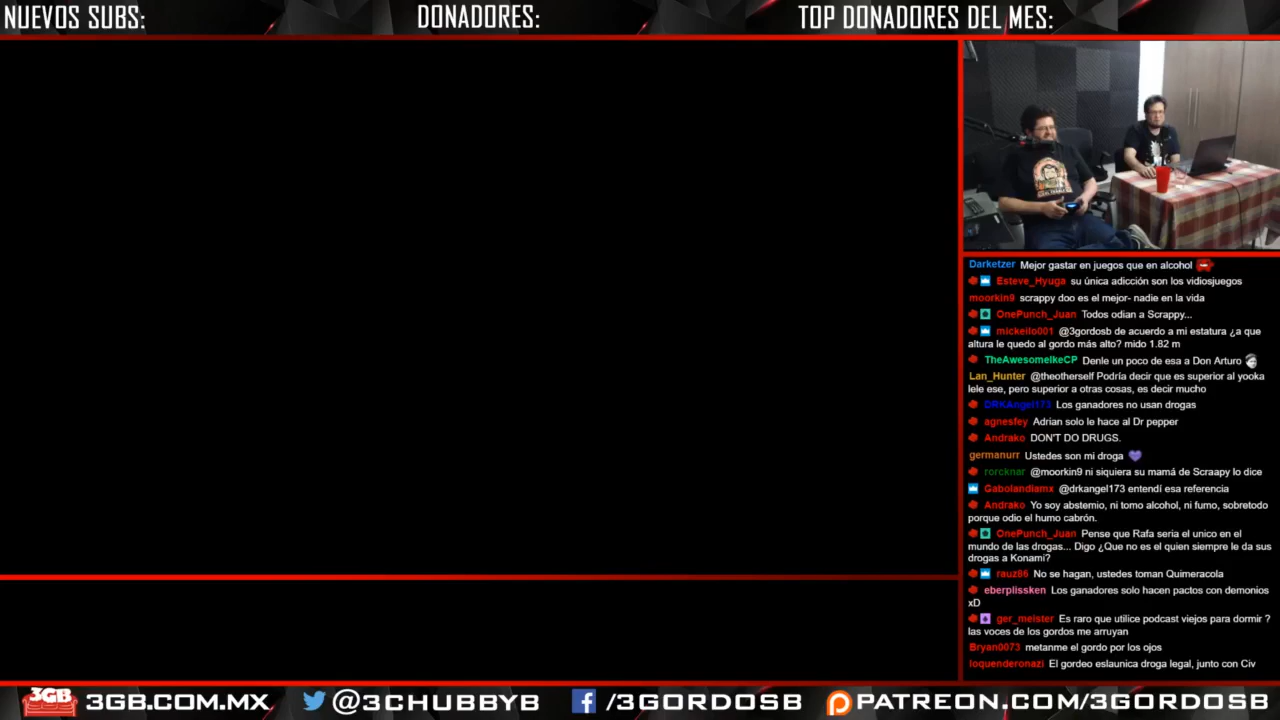 NUEVOS SUBS:
DONADORES:
TOP DONADORES DEL MES:
Darketzer Mejor gastar en juegos que en alcohol
Esteve_Hyuga su única adicción son los vidiosjuegos
moorkin9 scrappy doo es el mejor- nadie en la vida
OnePunch_Juan Todos odian a Scrappy...
mickeilo001 @3gordosb de acuerdo a mi estatura ¿a que
altura le quedo al gordo más alto? mido 1.82 m
TheAwesomeIkeCP Denle un poco de esa a Don Arturo
Lan_Hunter @theotherself Podría decir que es superior al yooka
lele ese, pero superior a otras cosas, es decir mucho
DRKAngel173 Los ganadores no usan drogas
agnesfey Adrian solo le hace al Dr pepper
Andrako DON'T DO DRUGS.
germanurr Ustedes son mi droga
rorcknar @moorkin9 ni siquiera su mamá de Scraapy lo dice
Gabolandiamx @drkangel173 entendí esa referencia
Andrako Yo soy abstemio, ni tomo alcohol, ni fumo, sobretodo
porque odio el humo cabrón.
OnePunch_Juan Pense que Rafa seria el unico en el
mundo de las drogas... Digo ¿Que no es el quien siempre le da sus
drogas a Konami?
rauz86 No se hagan, ustedes toman Quimeracola
eberplissken Los ganadores solo hacen pactos con demonios
xD
ger_meister Es raro que utilice podcast viejos para dormir ?
las voces de los gordos me arruyan
Bryan0073 metanme el gordo por los ojos
loquenderonazi El gordeo eslaunica droga legal, junto con Civ
3GB 3GB.COM.MX @3CHUBBYB /3GORDOSB PATREON.COM/3GORDOSB